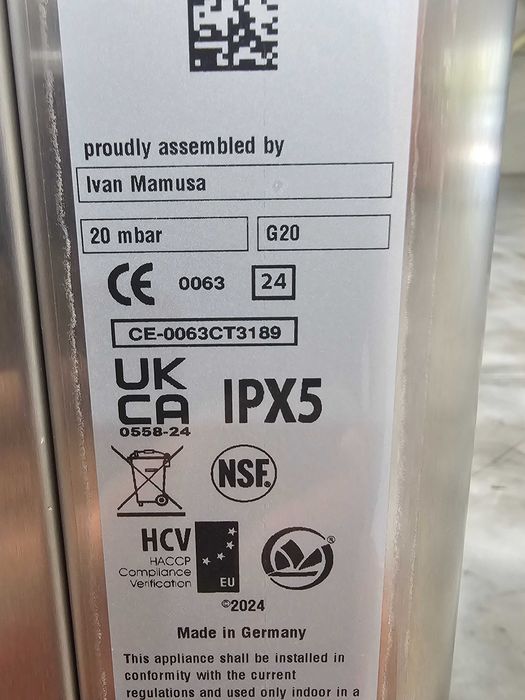 proudly assembled by
Ivan Mamusa
20 mbar
G20
CE 0063 24
CE-0063CT3189
UK
CA
0558-24
IPX5
NSF.
HCV
HACCP
Compliance
Verification
EU
©2024
Made in Germany
This appliance shall be installed in
conformity with the current
regulations and used only indoor in a